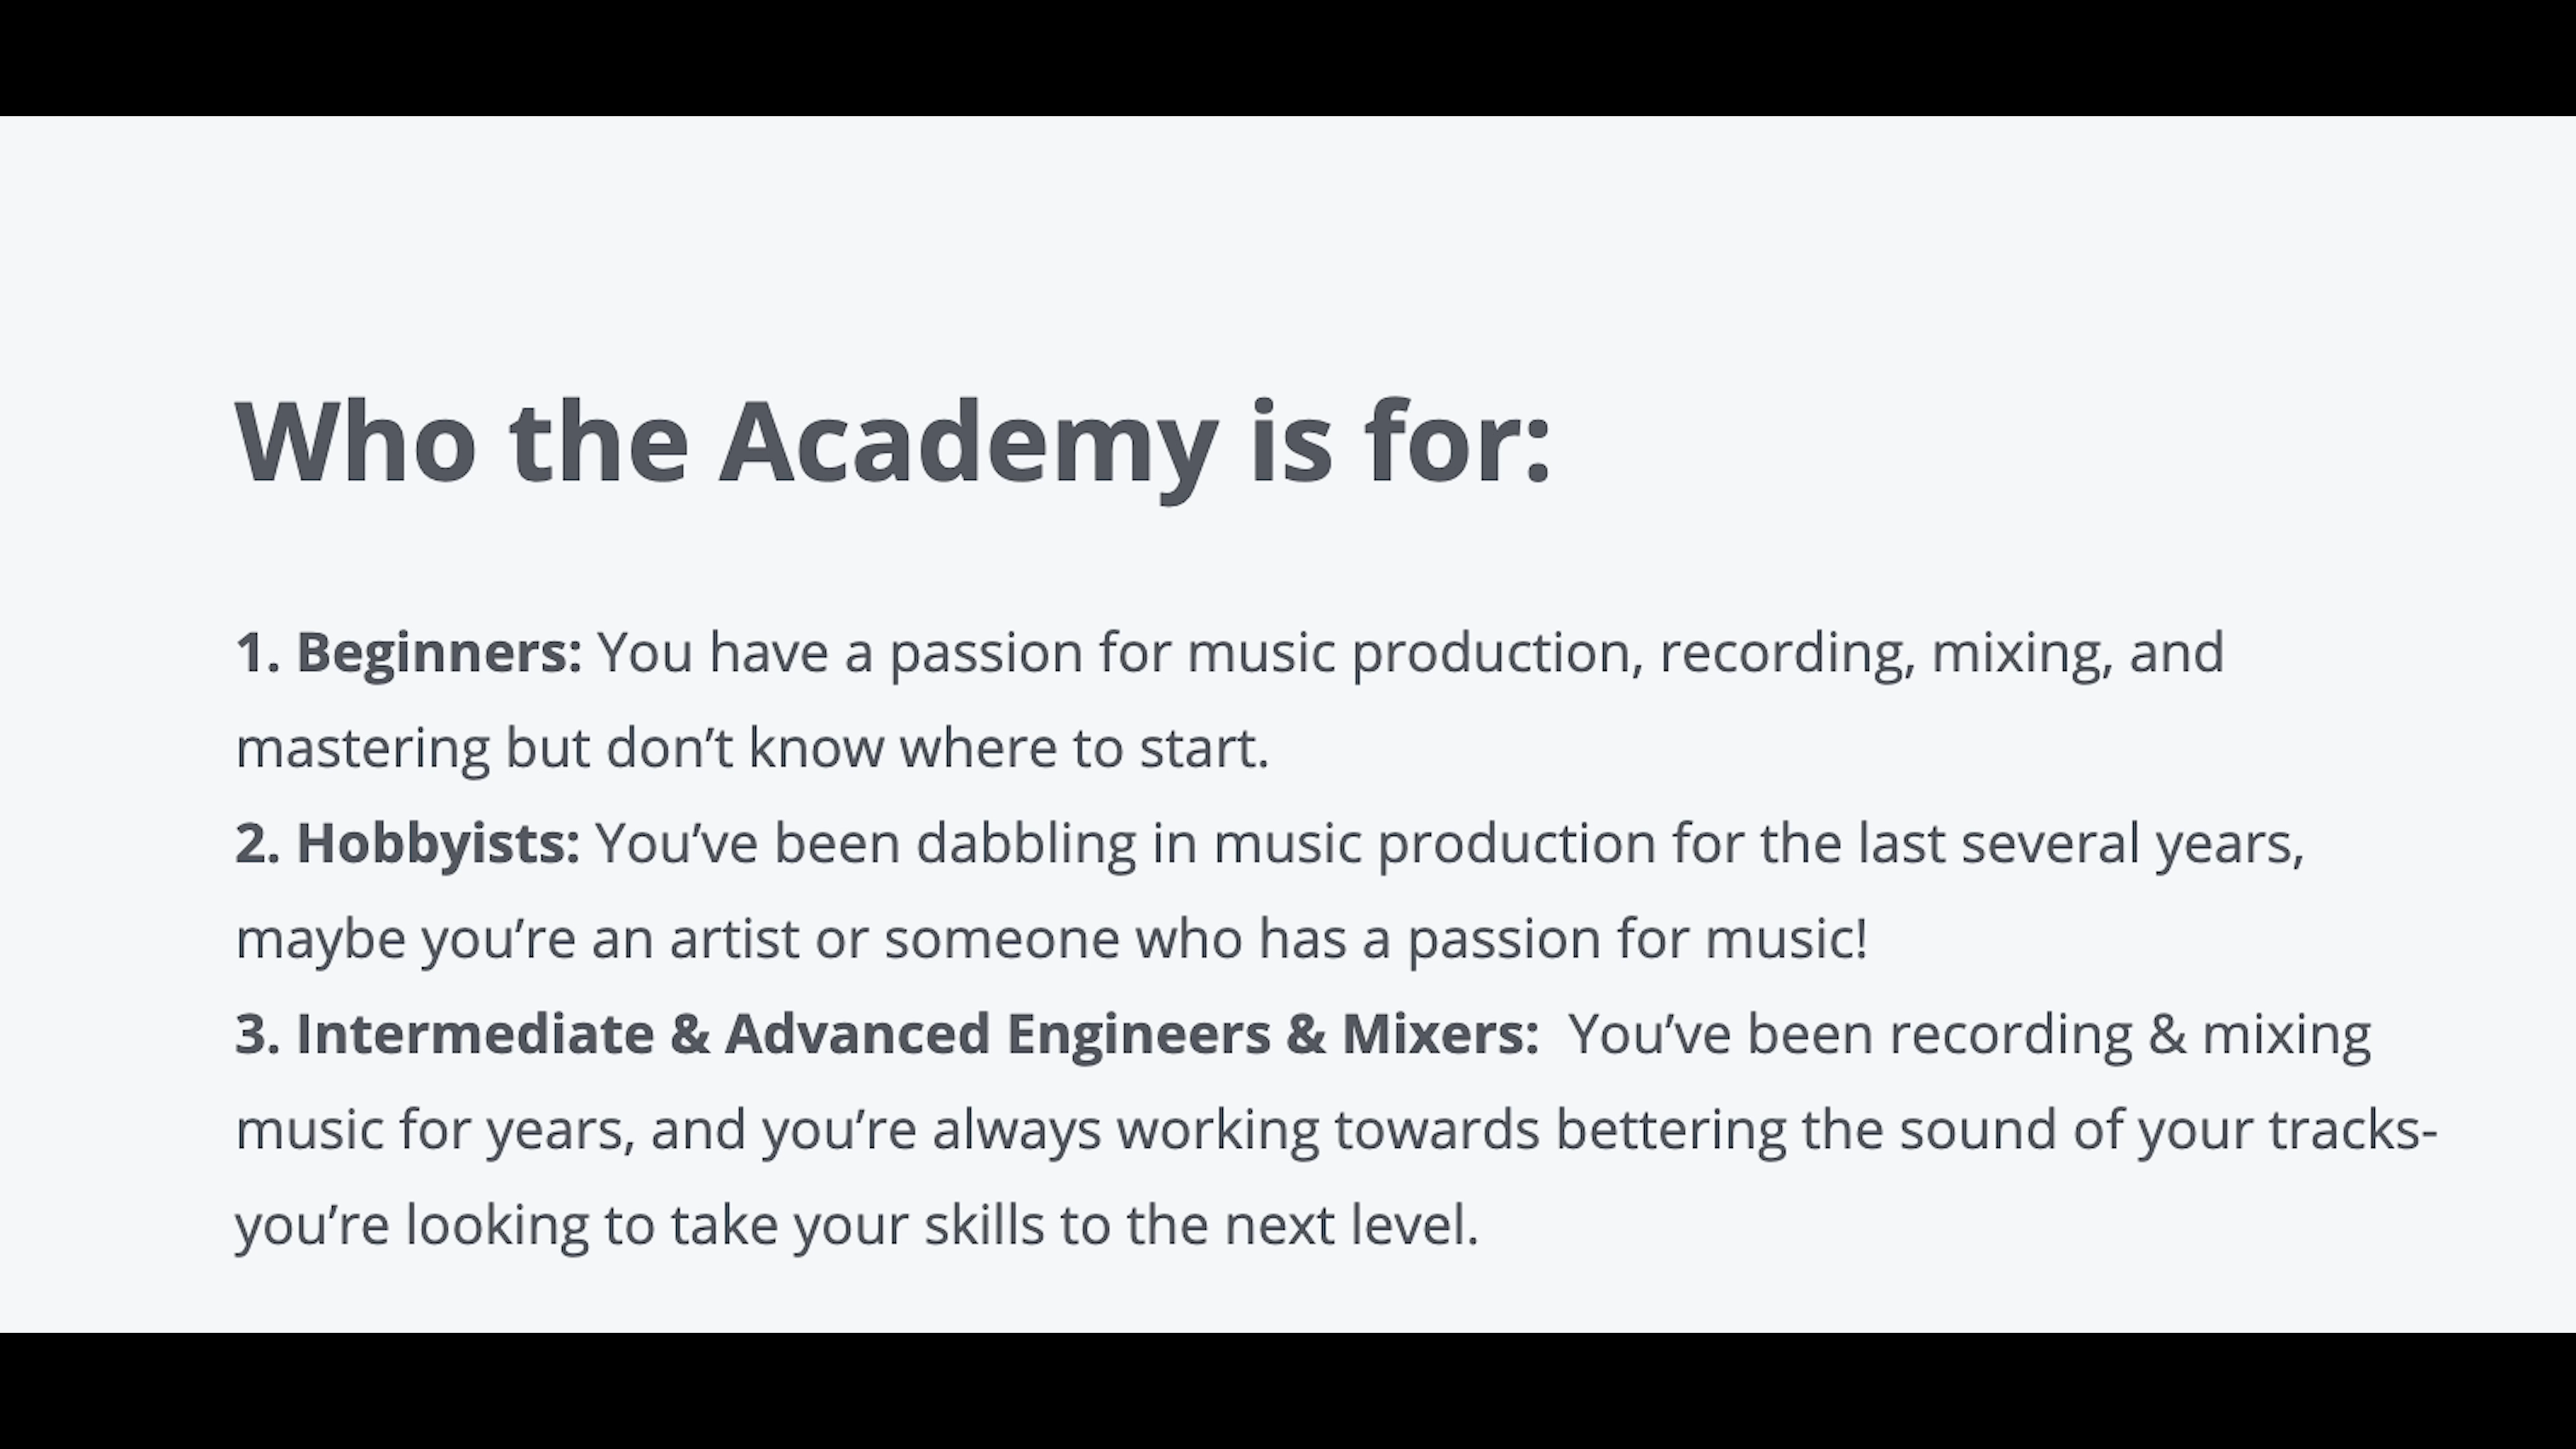 Who the Academy is for:
1. Beginners: You have a passion for music production, recording, mixing, and
mastering but don’t know where to start.
2. Hobbyists: You’ve been dabbling in music production for the last several years,
maybe you’re an artist or someone who has a passion for music!
3. Intermediate & Advanced Engineers & Mixers:  You’ve been recording & mixing
music for years, and you’re always working towards bettering the sound of your tracks-
you’re looking to take your skills to the next level.